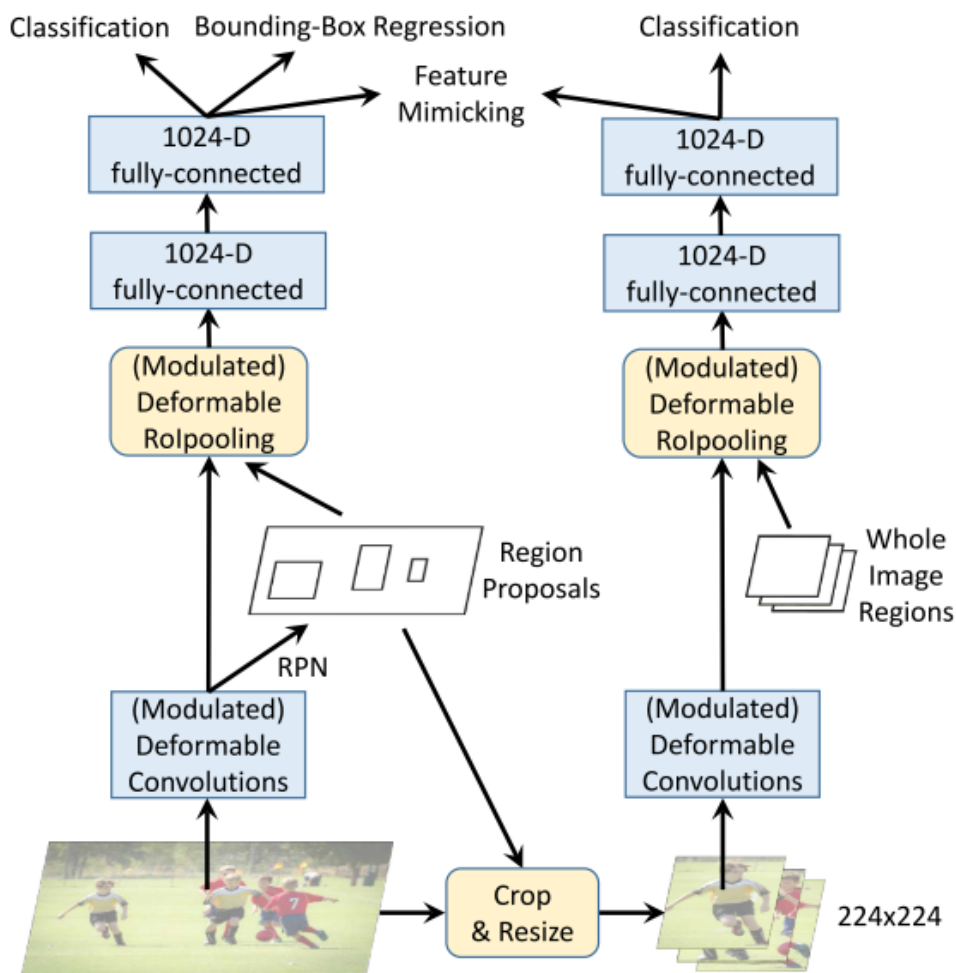 Classification
Bounding-Box Regression
Classification
Feature
Mimicking
1024-D
fully-connected
1024-D
fully-connected
1024-D
fully-connected
1024-D
fully-connected
(Modulated)
Deformable
RoIpooling
(Modulated)
Deformable
RoIpooling
Region
Proposals
Whole
Image
Regions
RPN
(Modulated)
Deformable
Convolutions
(Modulated)
Deformable
Convolutions
7
Crop
& Resize
224x224